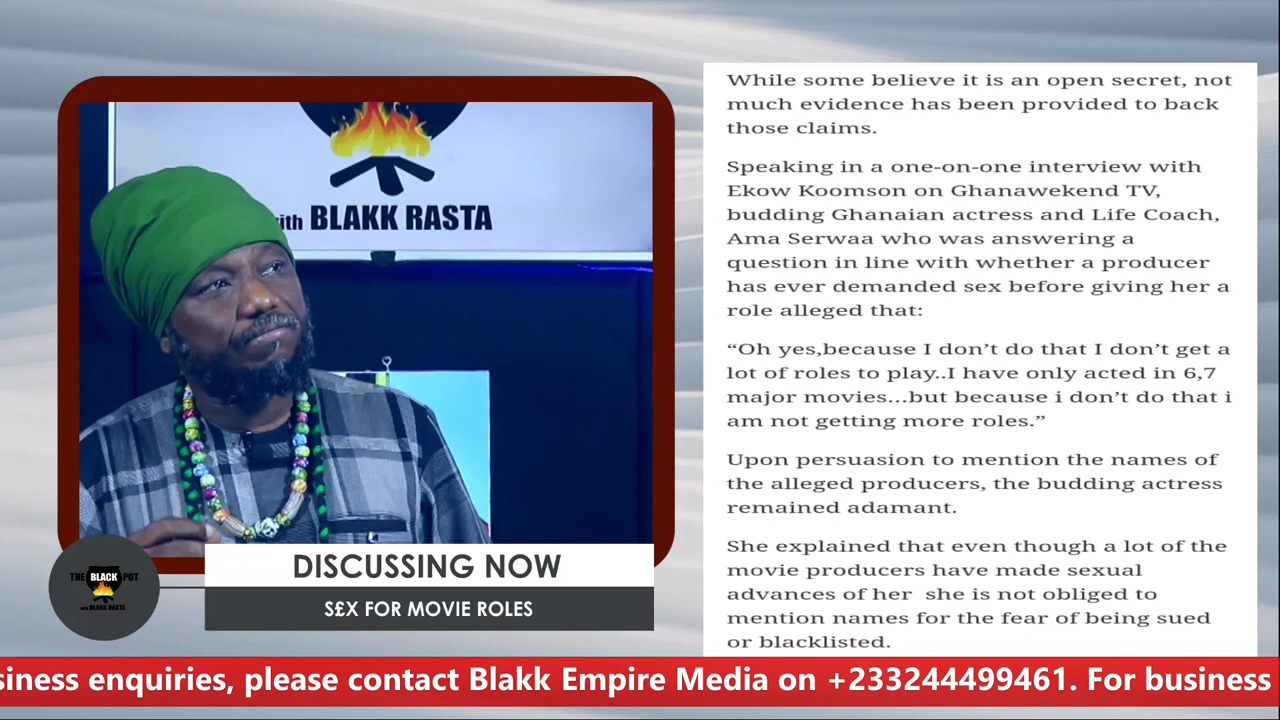 with BLAKK RASTA
THE BLACK POT
with BLAKK RASTA
DISCUSSING NOW
S£X FOR MOVIE ROLES
While some believe it is an open secret, not
much evidence has been provided to back
those claims.
Speaking in a one-on-one interview with
Ekow Koomson on Ghanawekend TV,
budding Ghanaian actress and Life Coach,
Ama Serwaa who was answering a
question in line with whether a producer
has ever demanded sex before giving her a
role alleged that:
“Oh yes,because I don’t do that I don’t get a
lot of roles to play..I have only acted in 6,7
major movies...but because i don’t do that i
am not getting more roles.”
Upon persuasion to mention the names of
the alleged producers, the budding actress
remained adamant.
She explained that even though a lot of the
movie producers have made sexual
advances of her  she is not obliged to
mention names for the fear of being sued
or blacklisted.
siness enquiries, please contact Blakk Empire Media on +233244499461. For business